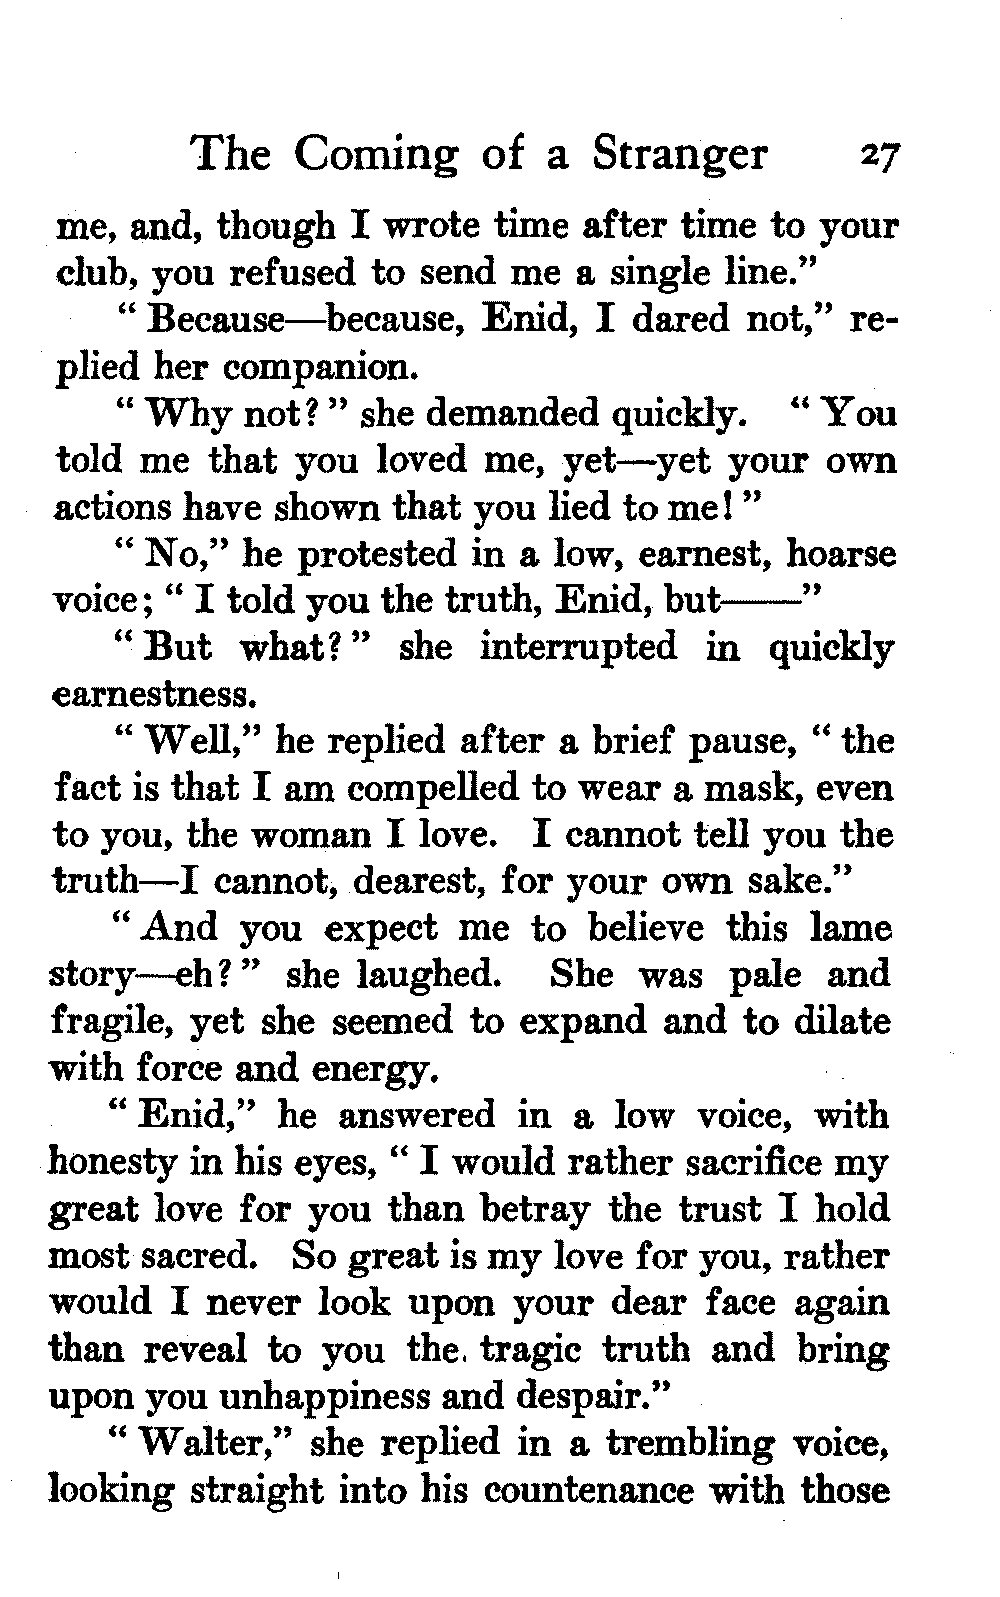 The Coming of a Stranger 27
me, and, though I wrote time after time to your
club, you refused to send me a single line."
"Because—because, Enid, I dared not," re-
plied her companion.
"Why not?" she demanded quickly. "You
told me that you loved me, yet—yet your own
actions have shown that you lied to me!"
"No," he protested in a low, earnest, hoarse
voice; "I told you the truth, Enid, but——"
"But what?" she interrupted in quickly
earnestness.
"Well," he replied after a brief pause, "the
fact is that I am compelled to wear a mask, even
to you, the woman I love. I cannot tell you the
truth—I cannot, dearest, for your own sake."
"And you expect me to believe this lame
story—eh?" she laughed. She was pale and
fragile, yet she seemed to expand and to dilate
with force and energy.
"Enid," he answered in a low voice, with
honesty in his eyes, "I would rather sacrifice my
great love for you than betray the trust I hold
most sacred. So great is my love for you, rather
would I never look upon your dear face again
than reveal to you the tragic truth and bring
upon you unhappiness and despair."
"Walter," she replied in a trembling voice,
looking straight into his countenance with those